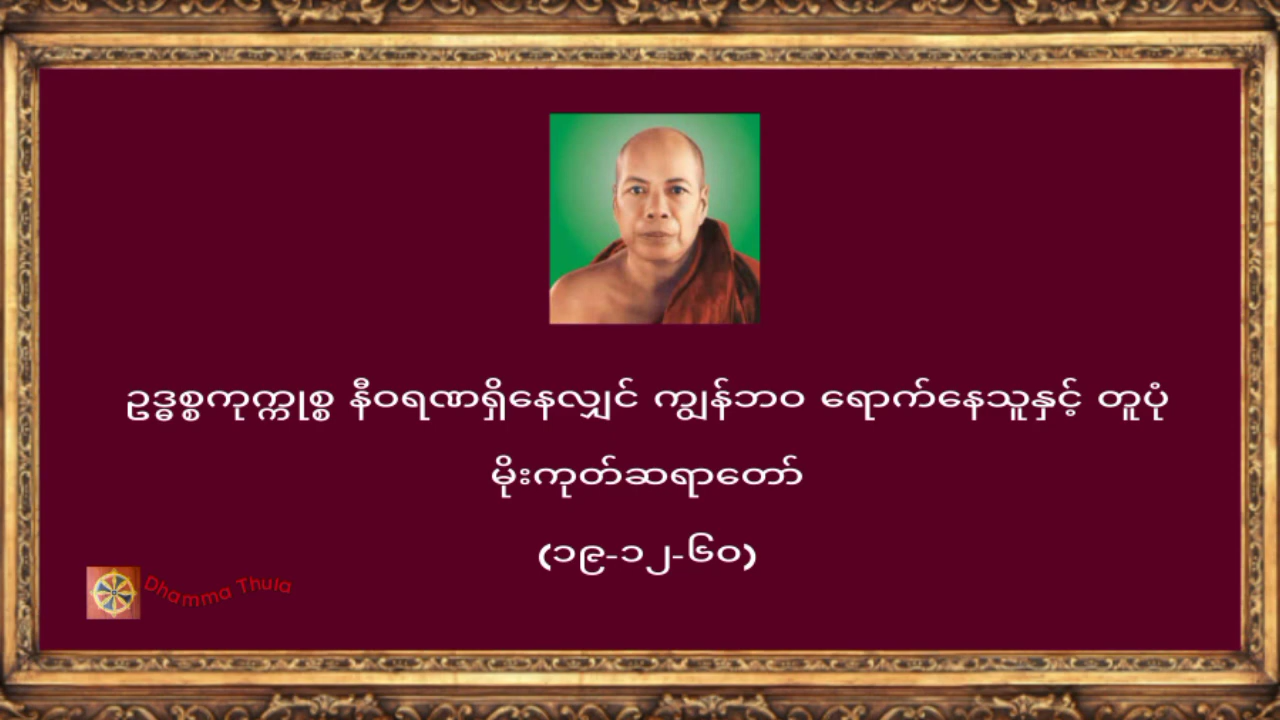 ဥဒ္ဓစ္စကုက္ကုစ္စ နီဝရဏရှိနေလျှင် ကျွန်ဘဝ ရောက်နေသူနှင့် တူပုံ
မိုးကုတ်ဆရာတော်
(၁၉-၁၂-၆၀)
Dhamma Thula